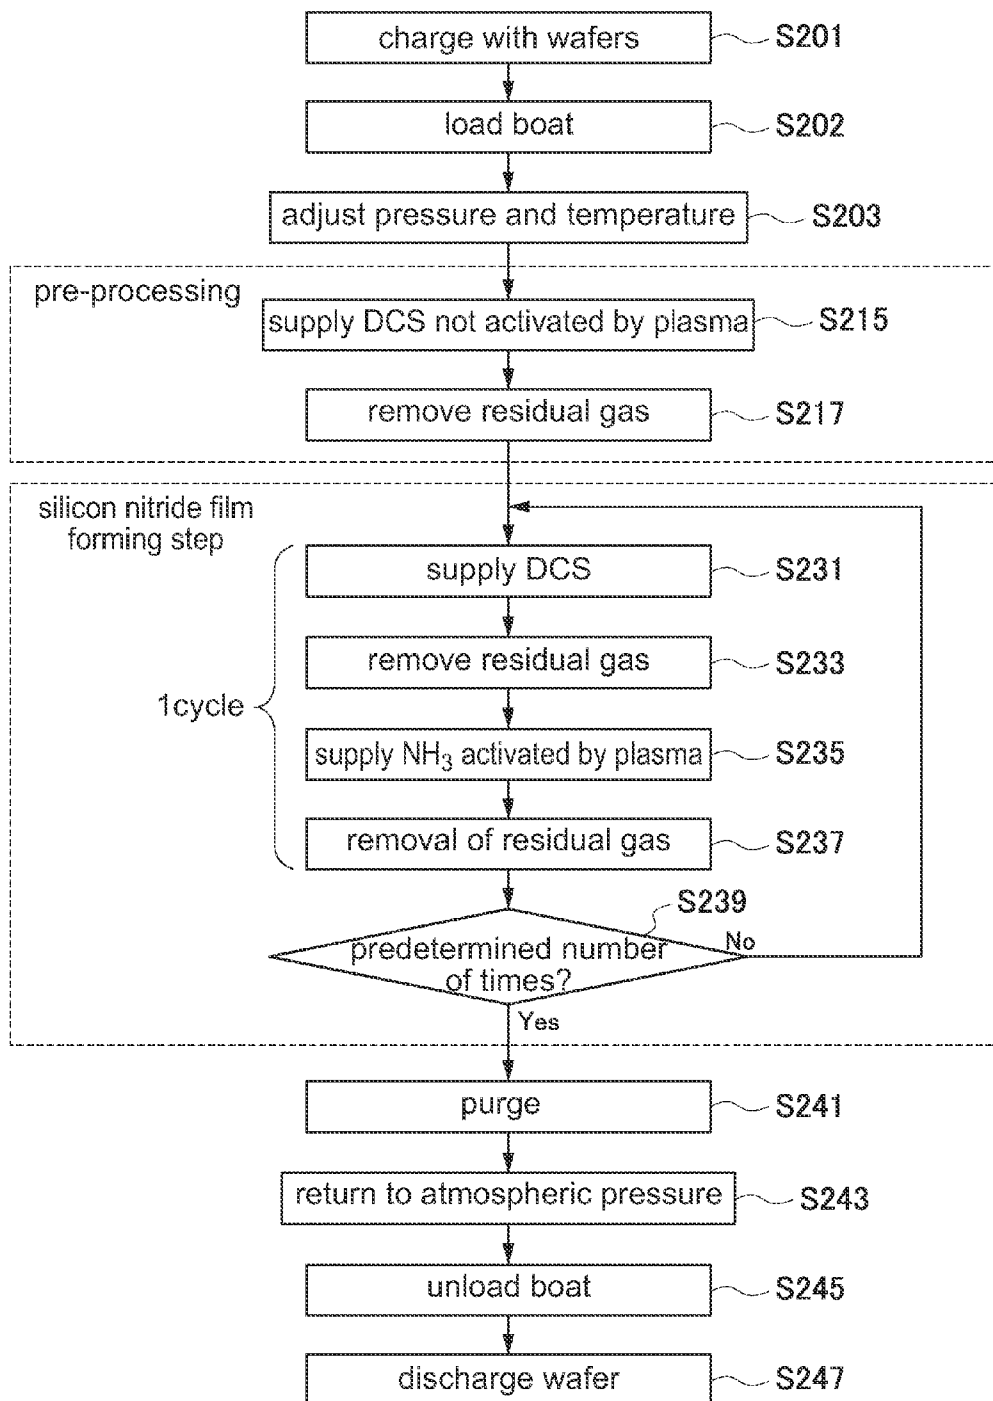 charge with wafers S201
load boat S202
adjust pressure and temperature S203
pre-processing
supply DCS not activated by plasma S215
remove residual gas S217
silicon nitride film
forming step
supply DCS S231
remove residual gas S233
1cycle
supply NH₃ activated by plasma S235
removal of residual gas S237
S239
predetermined number
of times?
No
Yes
purge S241
return to atmospheric pressure S243
unload boat S245
discharge wafer S247